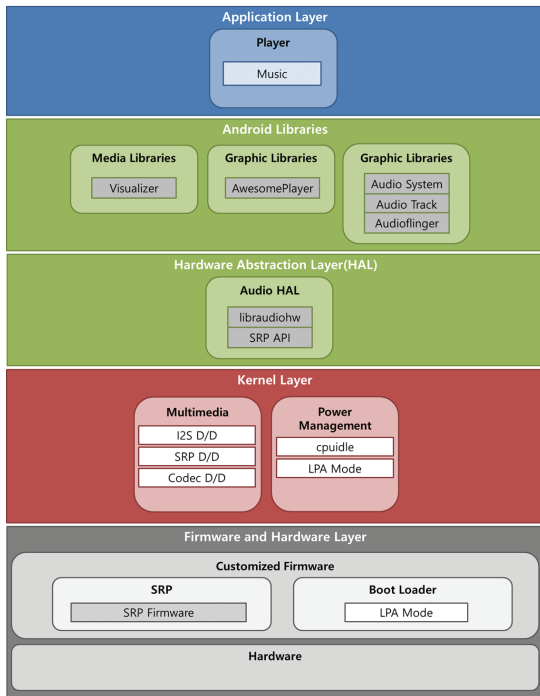 Application Layer
Player
Music
Android Libraries
Media Libraries
Visualizer
Graphic Libraries
AwesomePlayer
Graphic Libraries
Audio System
Audio Track
Audioflinger
Hardware Abstraction Layer(HAL)
Audio HAL
libraudiohw
SRP API
Kernel Layer
Multimedia
I2S D/D
SRP D/D
Codec D/D
Power
Management
cpuidle
LPA Mode
Firmware and Hardware Layer
Customized Firmware
SRP
SRP Firmware
Boot Loader
LPA Mode
Hardware